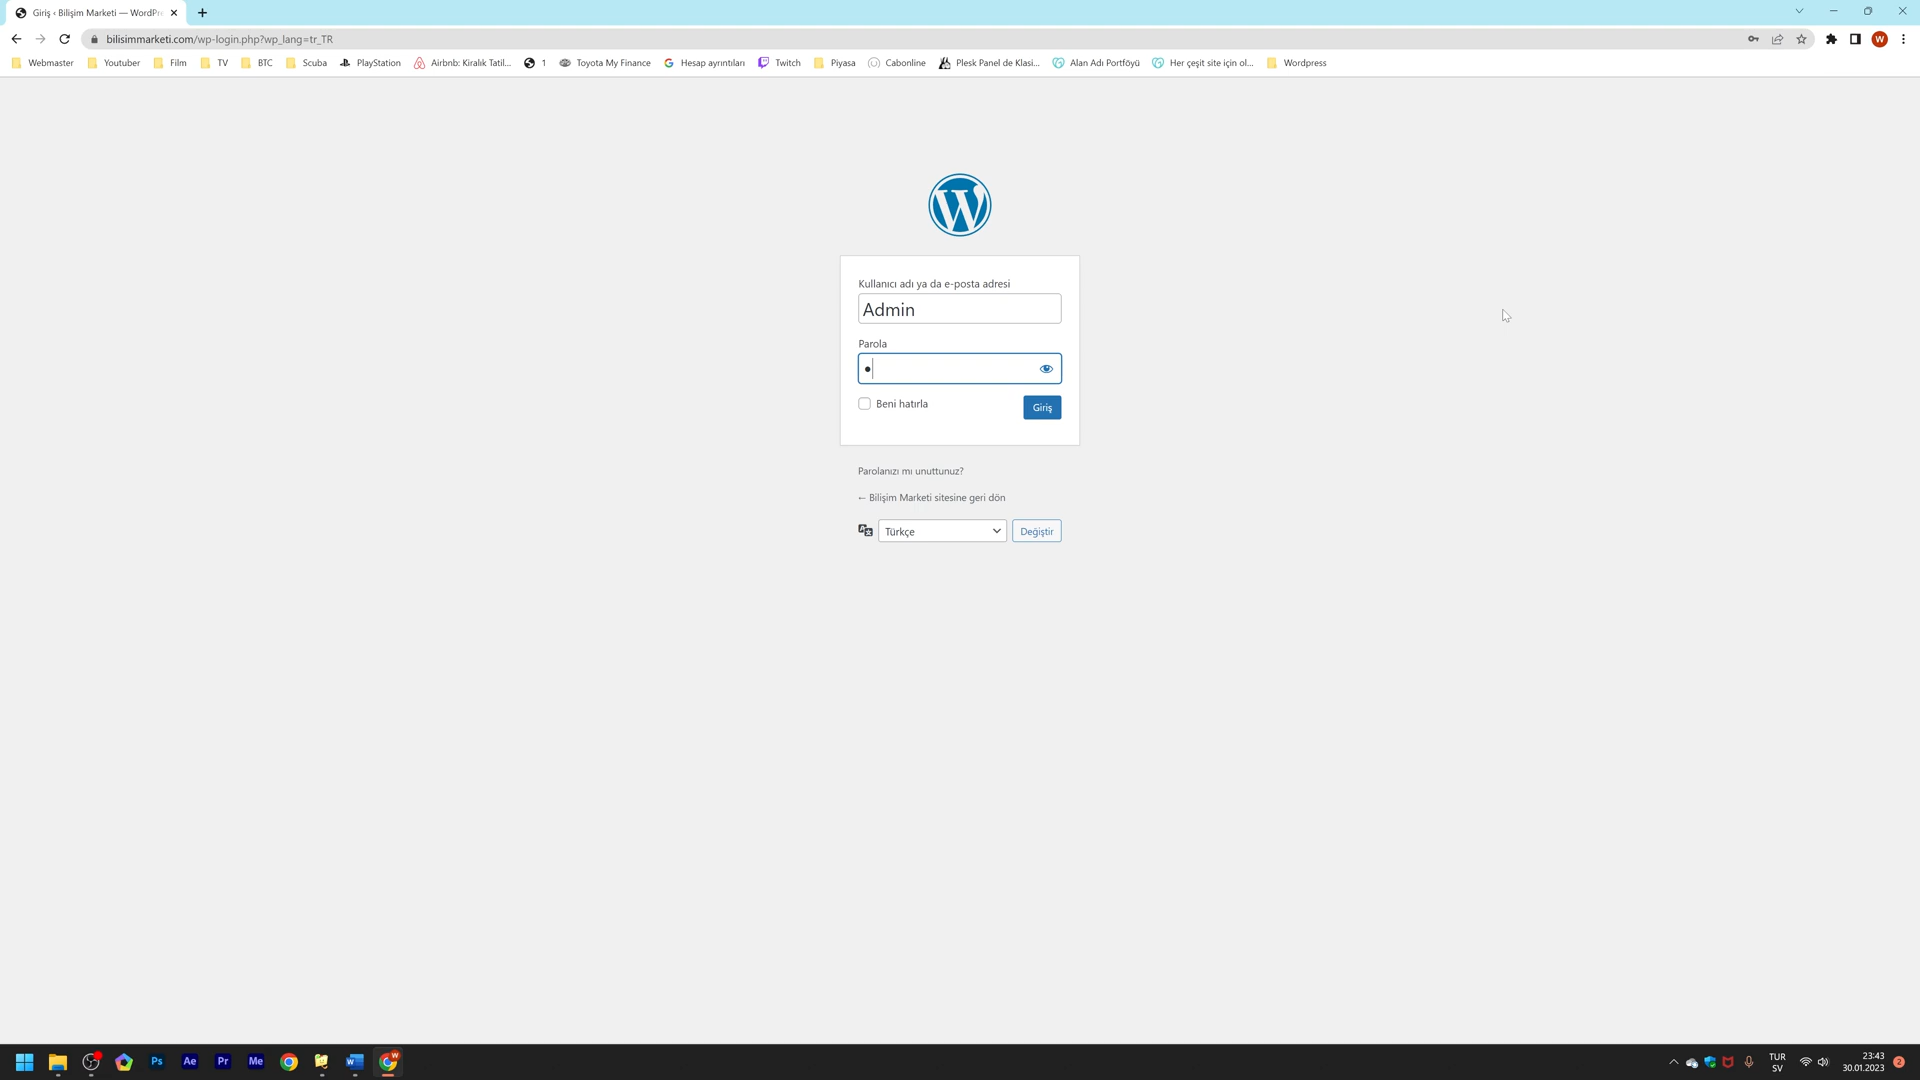 Giriş ‹ Bilişim Marketi — WordPr
bilisimmarketi.com/wp-login.php?wp_lang=tr_TR
W
Webmaster Youtuber Film TV BTC Scuba PlayStation Airbnb: Kiralık Tatil... 1 Toyota My Finance Hesap ayrıntıları Twitch Piyasa Cabonline Plesk Panel de Klasi... Alan Adı Portföyü Her çeşit site için ol... Wordpress
Kullanıcı adı ya da e-posta adresi
Admin
Parola
Beni hatırla
Giriş
Parolanızı mı unuttunuz?
← Bilişim Marketi sitesine geri dön
Türkçe
Değiştir
Ps Ae Pr Me W W
TUR
SV
23:43
30.01.2023
2